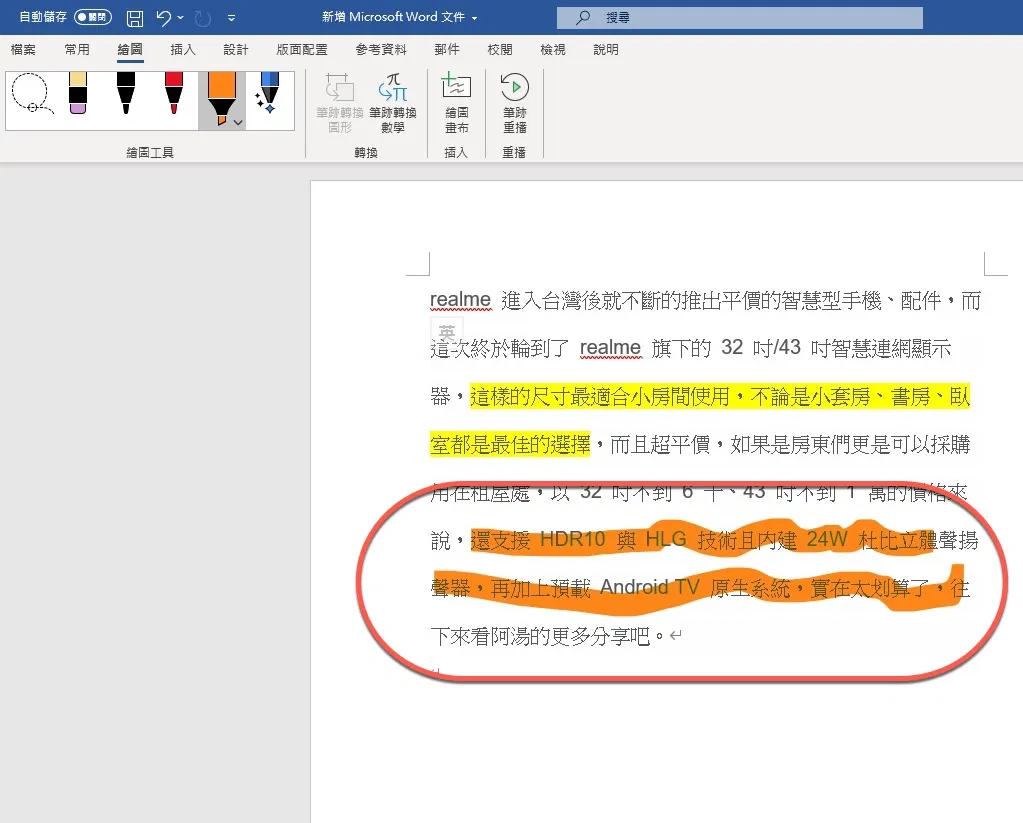 自動儲存 關閉 新增 Microsoft Word 文件 搜尋
檔案 常用 繪圖 插入 設計 版面配置 參考資料 郵件 校閱 檢視 說明
筆跡轉換圖形 筆跡轉換數學 繪圖畫布 筆跡重播
繪圖工具 轉換 插入 重播
realme 進入台灣後就不斷的推出平價的智慧型手機、配件，而
英
這次終於輪到了 realme 旗下的 32 吋/43 吋智慧連網顯示
器，這樣的尺寸最適合小房間使用，不論是小套房、書房、臥
室都是最佳的選擇，而且超平價，如果是房東們更是可以採購
用在租屋處，以 32 吋不到 6 千、43 吋不到 1 萬的價格來
說，還支援 HDR10 與 HLG 技術且內建 24W 杜比立體聲揚
聲器，再加上預載 Android TV 原生系統，實在太划算了，往
下來看阿湯的更多分享吧。